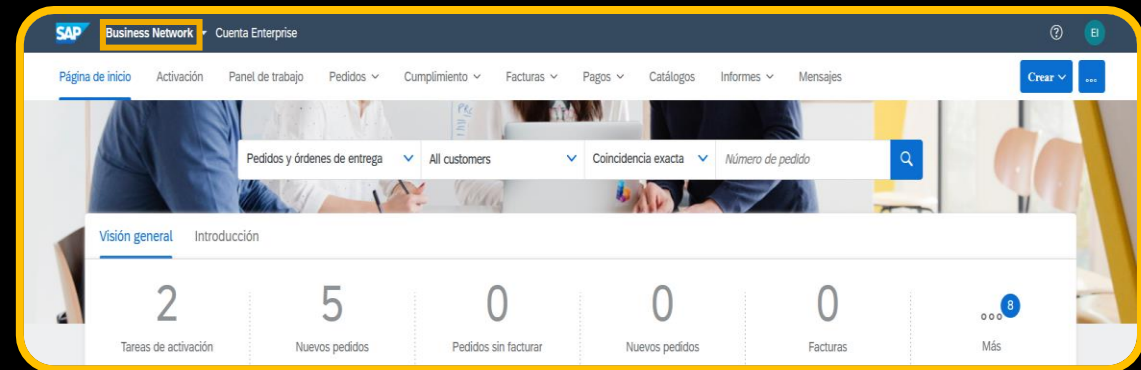 SAP Business Network Cuenta Enterprise EI
Página de inicio Activación Panel de trabajo Pedidos Cumplimiento Facturas Pagos Catálogos Informes Mensajes Crear
Pedidos y órdenes de entrega All customers Coincidencia exacta Número de pedido
Visión general Introducción
2 5 0 0 0 8
Tareas de activación Nuevos pedidos Pedidos sin facturar Nuevos pedidos Facturas Más